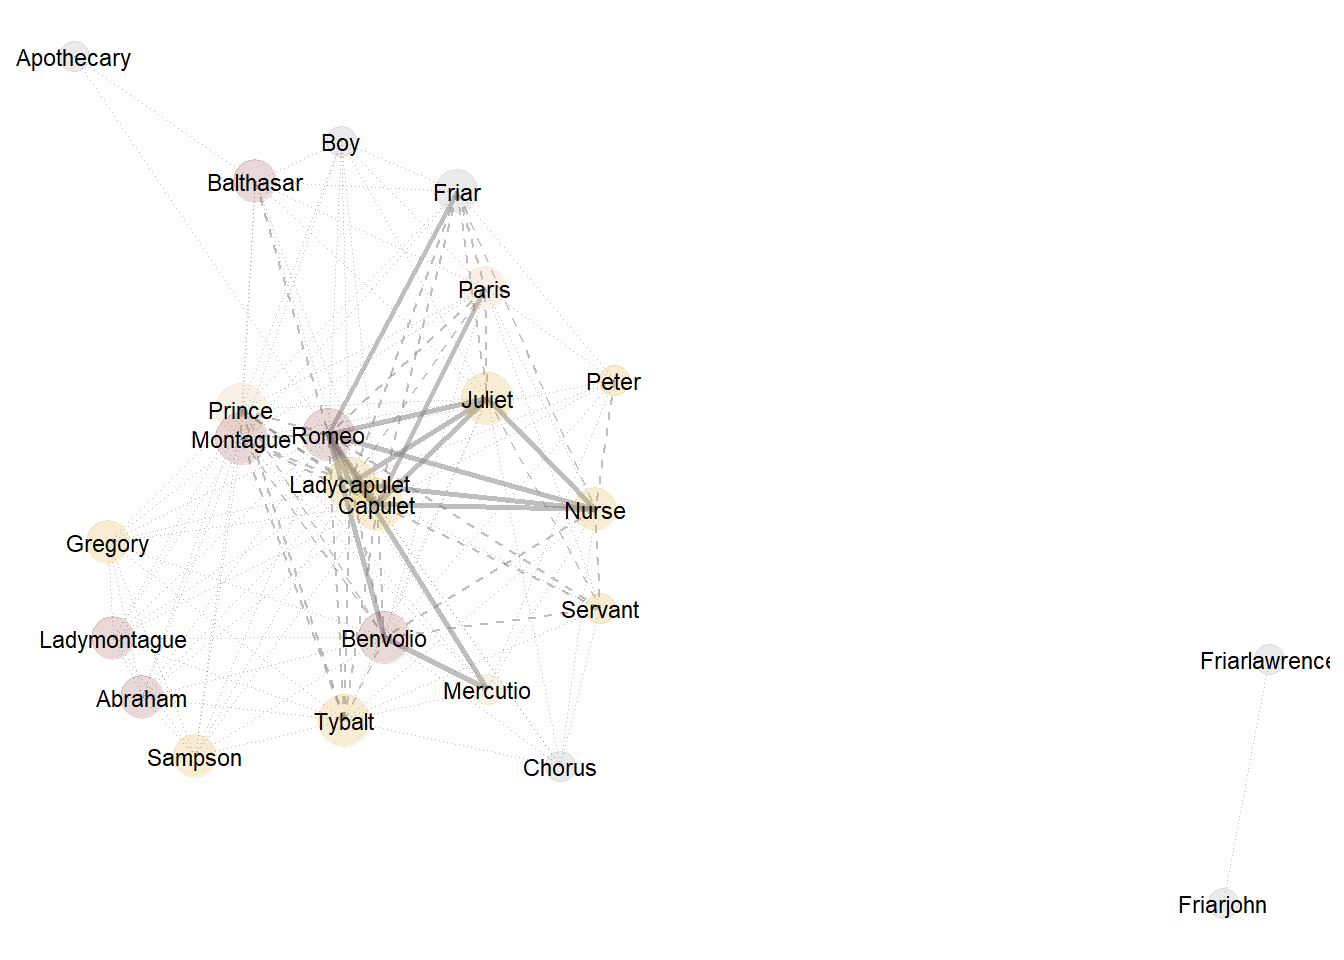 Apothecary
Boy
Balthasar
Friar
Paris
Peter
Juliet
Prince
Romeo
Montague
Ladycapulet
Capulet
Nurse
Gregory
Servant
Benvolio
Ladymontague
Friarlawrence
Mercutio
Abraham
Tybalt
Sampson
Chorus
Friarjohn